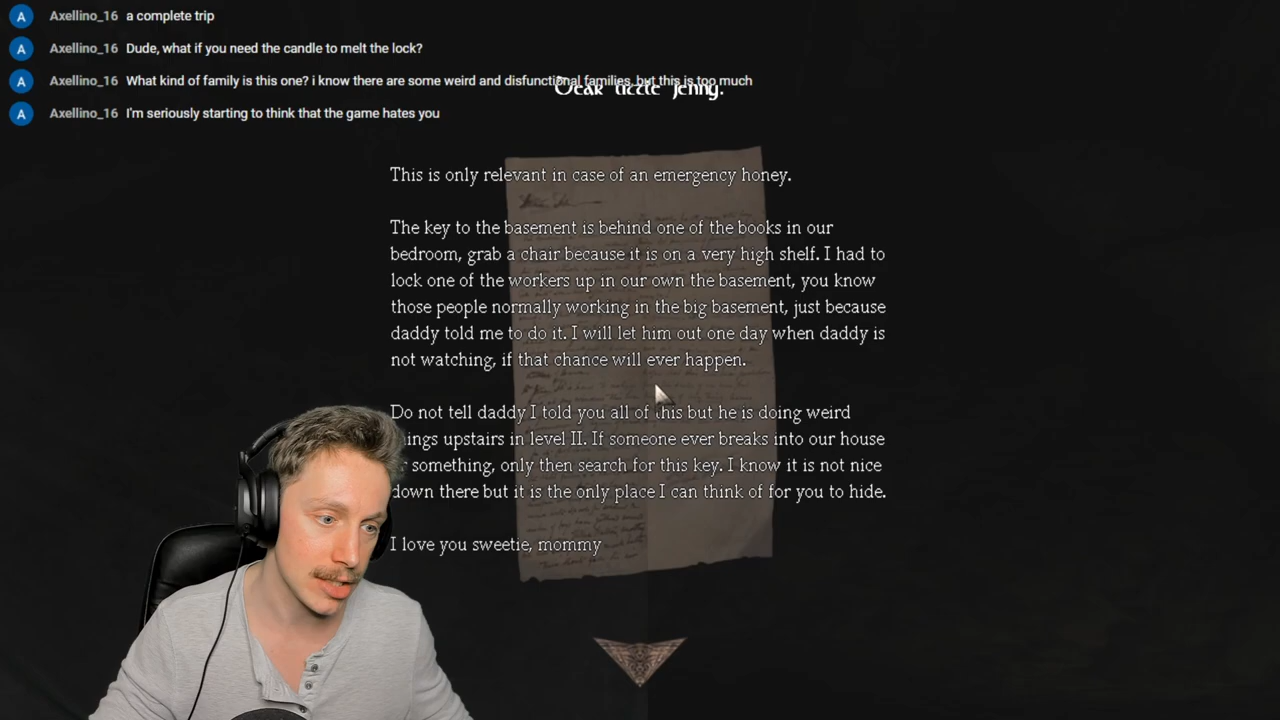 A Axellino_16 a complete trip
A Axellino_16 Dude, what if you need the candle to melt the lock?
A Axellino_16 What kind of family is this one? i know there are some weird and disfunctional families, but this is too much
Dear little Jenny.
A Axellino_16 I'm seriously starting to think that the game hates you
This is only relevant in case of an emergency honey.
The key to the basement is behind one of the books in our
bedroom, grab a chair because it is on a very high shelf. I had to
lock one of the workers up in our own the basement, you know
those people normally working in the big basement, just because
daddy told me to do it. I will let him out one day when daddy is
not watching, if that chance will ever happen.
Do not tell daddy I told you all of this but he is doing weird
things upstairs in level II. If someone ever breaks into our house
or something, only then search for this key. I know it is not nice
down there but it is the only place I can think of for you to hide.
I love you sweetie, mommy